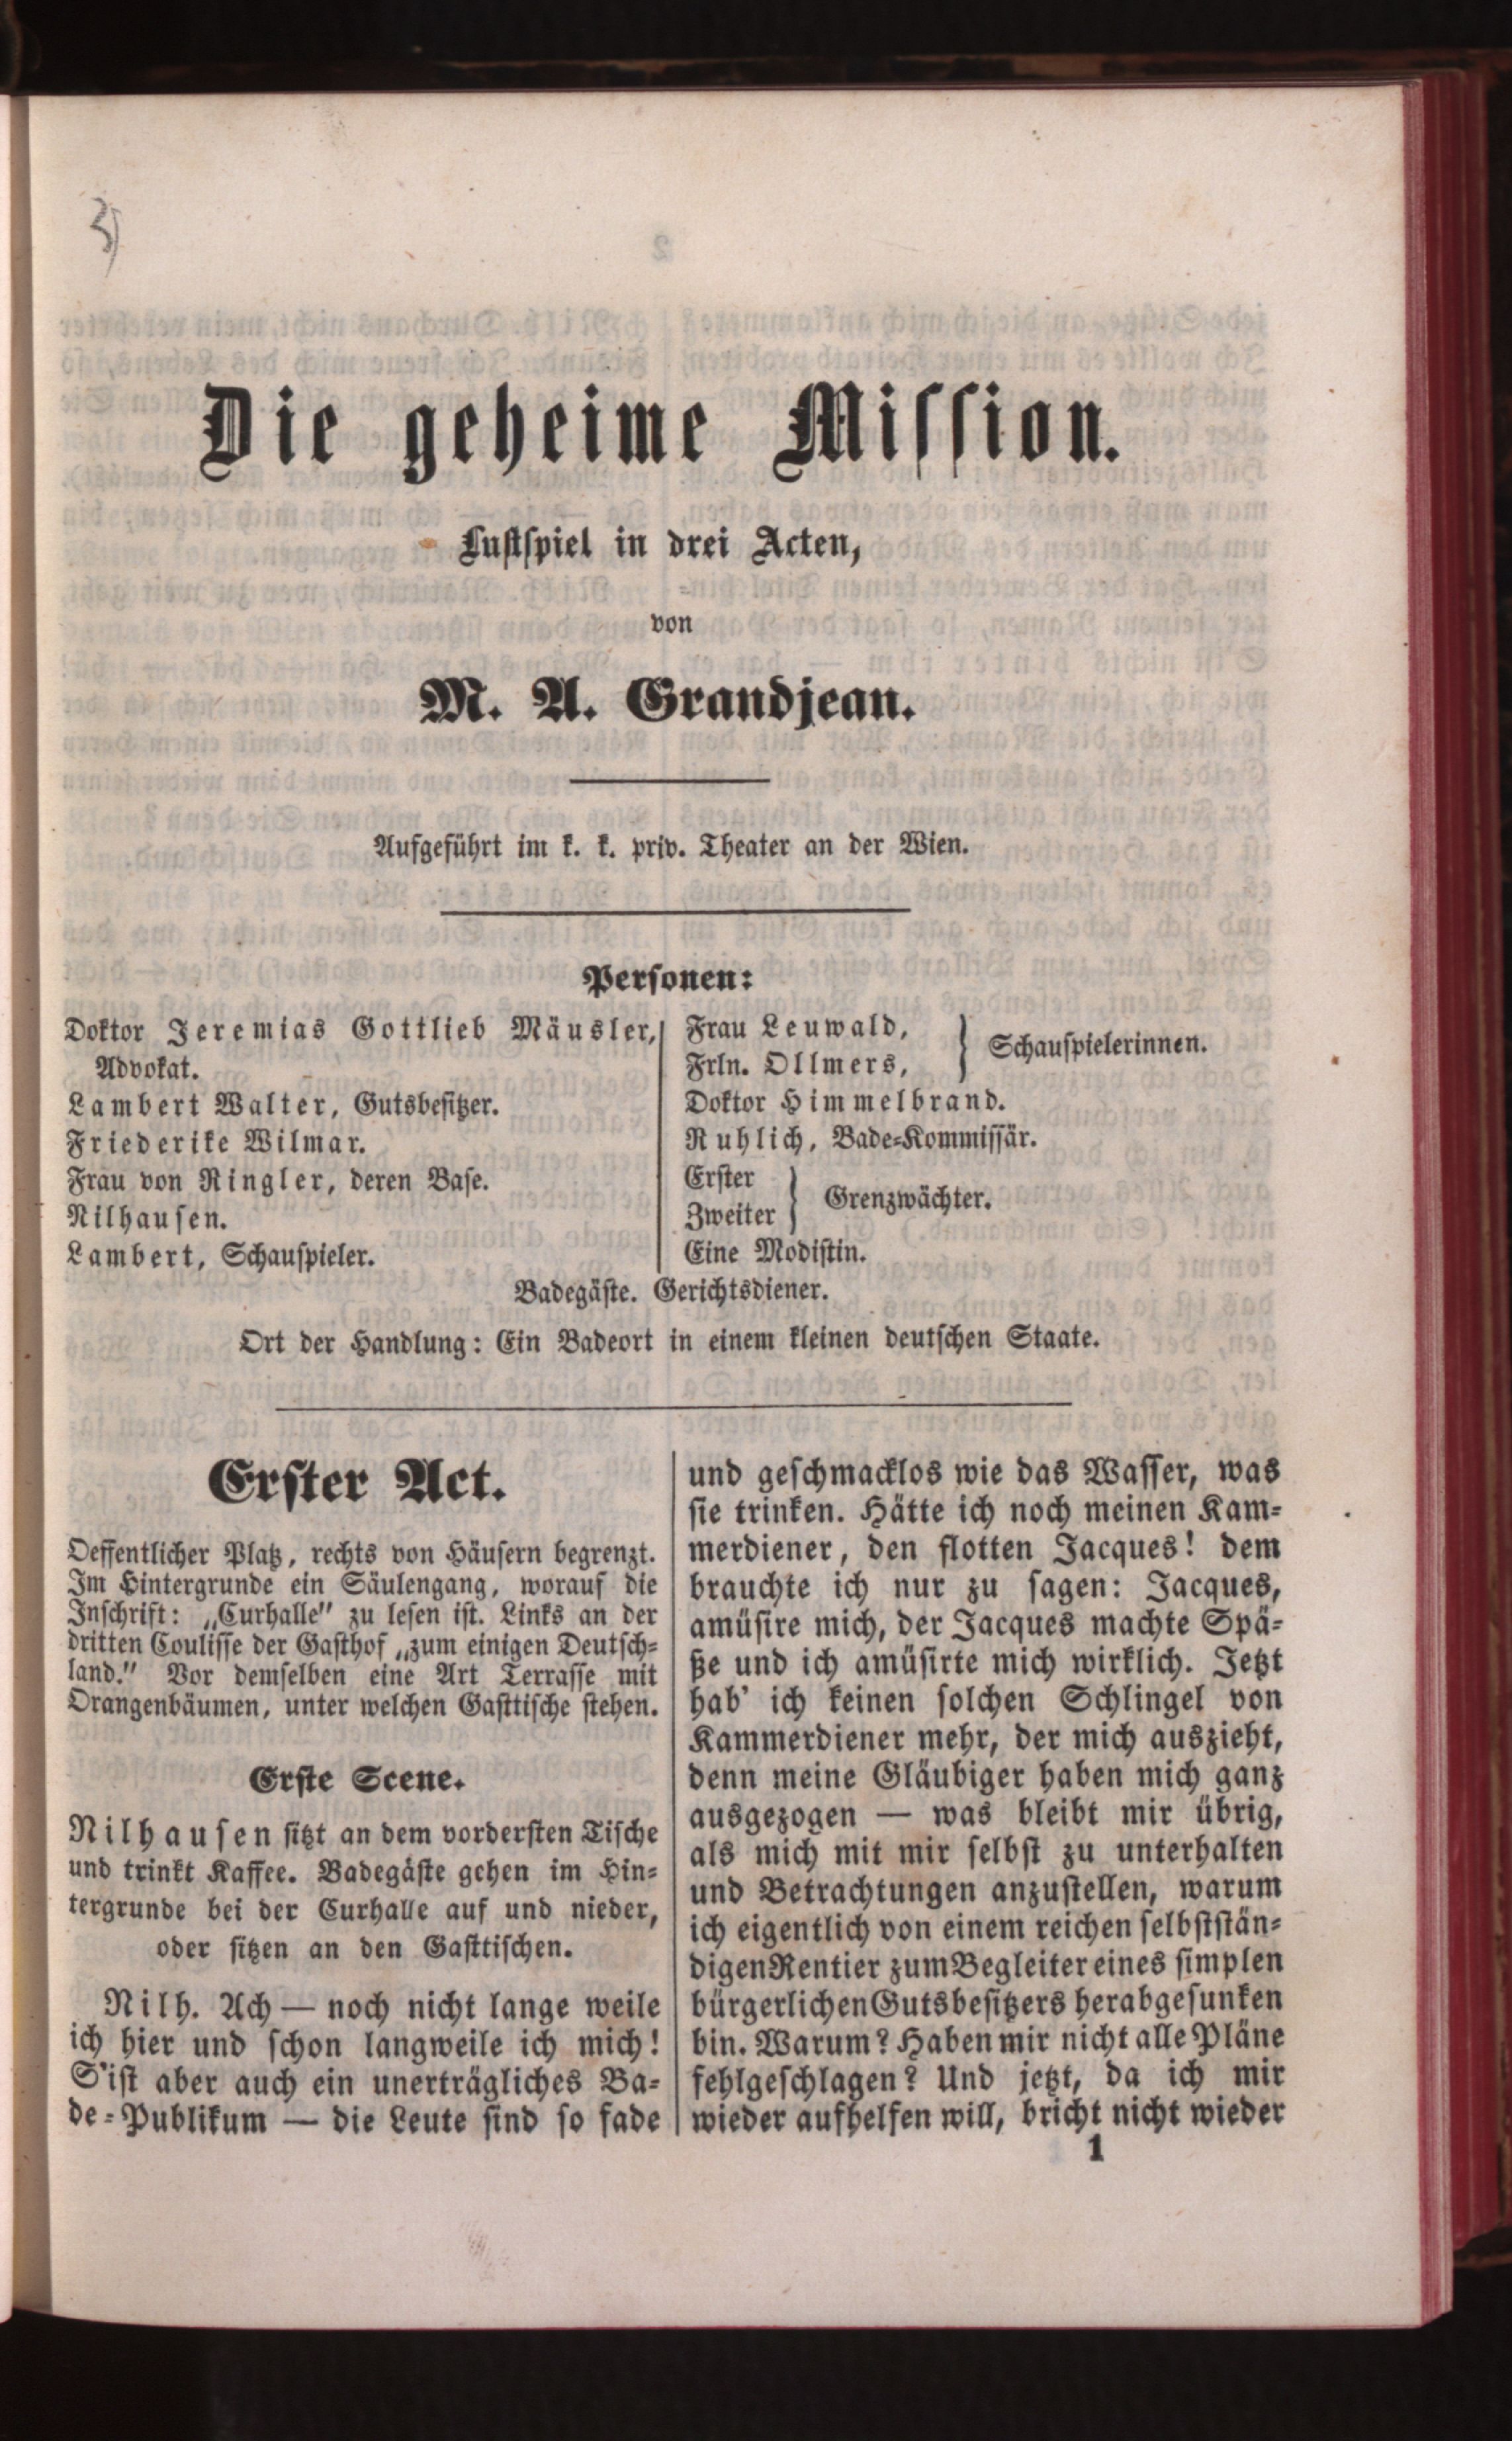 3)
Die geheime Mission.
Lustspiel in drei Acten,
von
M. A. Grandjean.
Aufgeführt im k. k. priv. Theater an der Wien.
Personen:
Doktor Jeremias Gottlieb Mäusler,
Advokat.
Lambert Walter, Gutsbesitzer.
Friederike Wilmar.
Frau von Ringler, deren Base.
Nilhausen.
Lambert, Schauspieler.
Frau Leuwald,
Frln. Ollmers,
} Schauspielerinnen.
Doktor Himmelbrand.
Ruhlich, Bade-Kommissär.
Erster
Zweiter
} Grenzwächter.
Eine Modistin.
Badegäste. Gerichtsdiener.
Ort der Handlung: Ein Badeort in einem kleinen deutschen Staate.
Erster Act.
Oeffentlicher Platz, rechts von Häusern begrenzt.
Im Hintergrunde ein Säulengang, worauf die
Inschrift: „Curhalle" zu lesen ist. Links an der
dritten Coulisse der Gasthof „zum einigen Deutsch-
land." Vor demselben eine Art Terrasse mit
Orangenbäumen, unter welchen Gasttische stehen.
Erste Scene.
Nilhausen sitzt an dem vordersten Tische
und trinkt Kaffee. Badegäste gehen im Hin-
tergrunde bei der Curhalle auf und nieder,
oder sitzen an den Gasttischen.
Nilh. Ach — noch nicht lange weile
ich hier und schon langweile ich mich!
S'ist aber auch ein unerträgliches Ba-
de-Publikum — die Leute sind so fade
und geschmacklos wie das Wasser, was
sie trinken. Hätte ich noch meinen Kam-
merdiener, den flotten Jacques! dem
brauchte ich nur zu sagen: Jacques,
amüsire mich, der Jacques machte Spä-
ße und ich amüsirte mich wirklich. Jetzt
hab' ich keinen solchen Schlingel von
Kammerdiener mehr, der mich auszieht,
denn meine Gläubiger haben mich ganz
ausgezogen — was bleibt mir übrig,
als mich mit mir selbst zu unterhalten
und Betrachtungen anzustellen, warum
ich eigentlich von einem reichen selbststän-
digen Rentier zum Begleiter eines simplen
bürgerlichen Gutsbesitzers herabgesunken
bin. Warum? Haben mir nicht alle Pläne
fehlgeschlagen? Und jetzt, da ich mir
wieder aufhelfen will, bricht nicht wieder
1